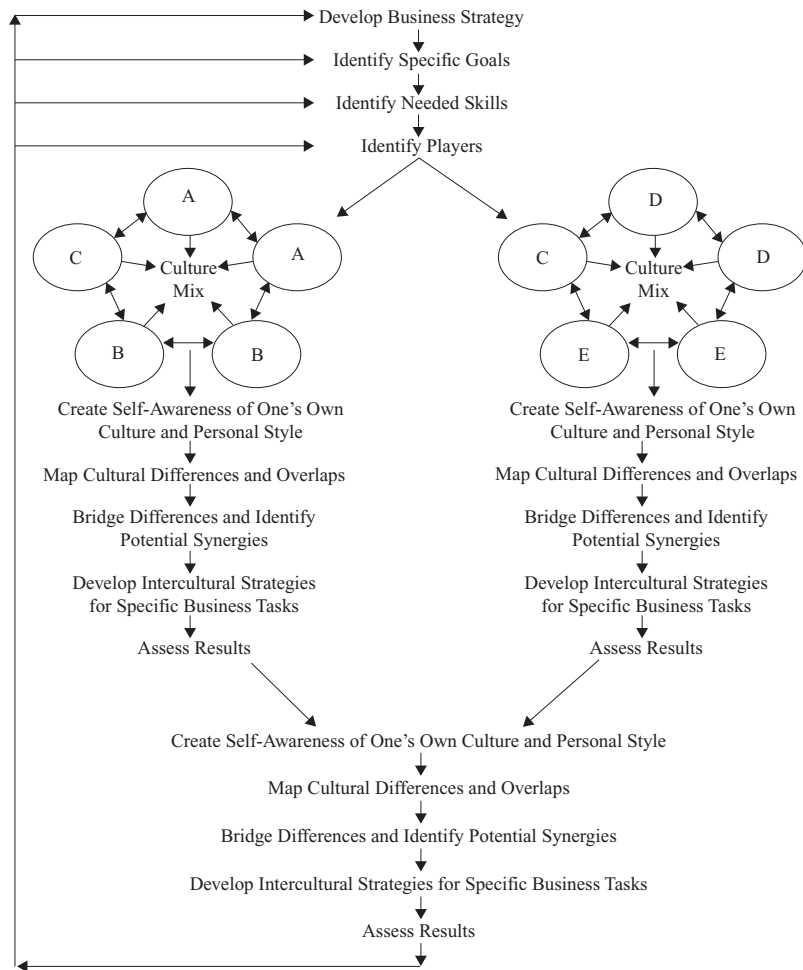 Develop Business Strategy
Identify Specific Goals
Identify Needed Skills
Identify Players
A
C
A
B
B
Culture
Mix
D
C
D
E
E
Culture
Mix
Create Self-Awareness of One's Own
Culture and Personal Style
Map Cultural Differences and Overlaps
Bridge Differences and Identify
Potential Synergies
Develop Intercultural Strategies
for Specific Business Tasks
Assess Results
Create Self-Awareness of One's Own
Culture and Personal Style
Map Cultural Differences and Overlaps
Bridge Differences and Identify
Potential Synergies
Develop Intercultural Strategies
for Specific Business Tasks
Assess Results
Create Self-Awareness of One's Own Culture and Personal Style
Map Cultural Differences and Overlaps
Bridge Differences and Identify Potential Synergies
Develop Intercultural Strategies for Specific Business Tasks
Assess Results